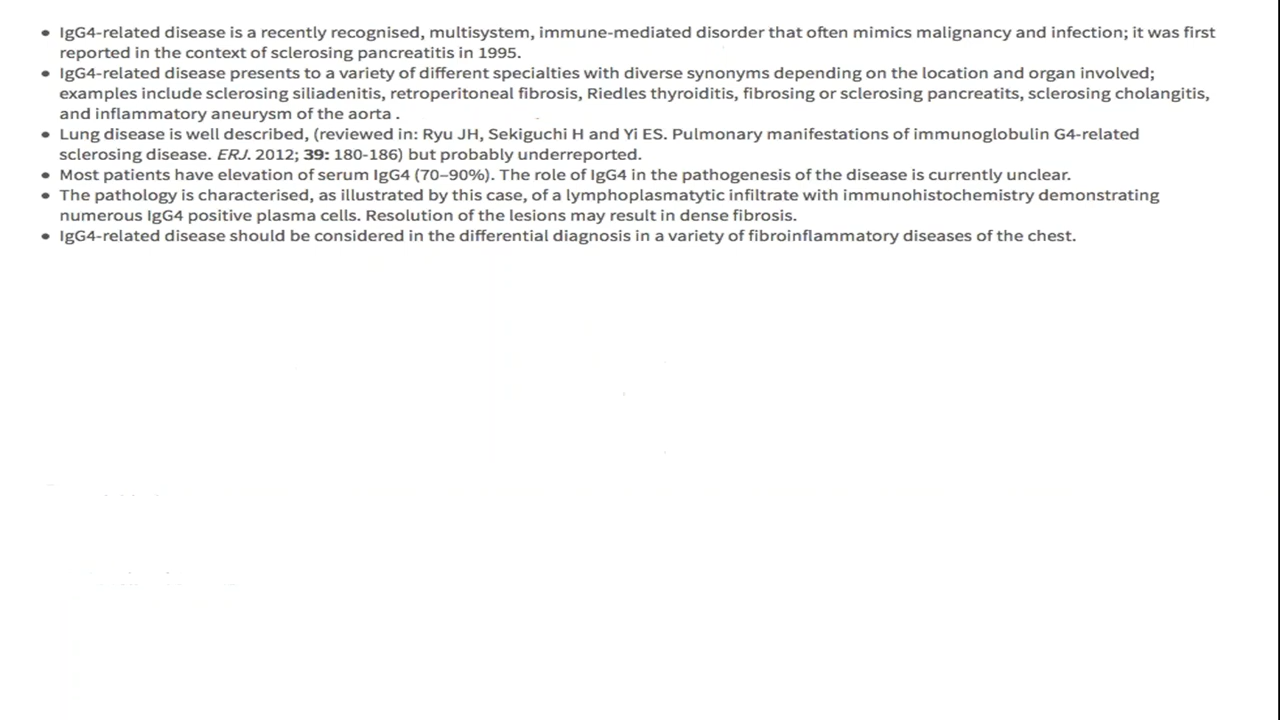 • IgG4-related disease is a recently recognised, multisystem, immune-mediated disorder that often mimics malignancy and infection; it was first
reported in the context of sclerosing pancreatitis in 1995.
• IgG4-related disease presents to a variety of different specialties with diverse synonyms depending on the location and organ involved;
examples include sclerosing siliadenitis, retroperitoneal fibrosis, Riedles thyroiditis, fibrosing or sclerosing pancreatits, sclerosing cholangitis,
and inflammatory aneurysm of the aorta .
• Lung disease is well described, (reviewed in: Ryu JH, Sekiguchi H and Yi ES. Pulmonary manifestations of immunoglobulin G4-related
sclerosing disease. ERJ. 2012; 39: 180-186) but probably underreported.
• Most patients have elevation of serum IgG4 (70–90%). The role of IgG4 in the pathogenesis of the disease is currently unclear.
• The pathology is characterised, as illustrated by this case, of a lymphoplasmatytic infiltrate with immunohistochemistry demonstrating
numerous IgG4 positive plasma cells. Resolution of the lesions may result in dense fibrosis.
• IgG4-related disease should be considered in the differential diagnosis in a variety of fibroinflammatory diseases of the chest.